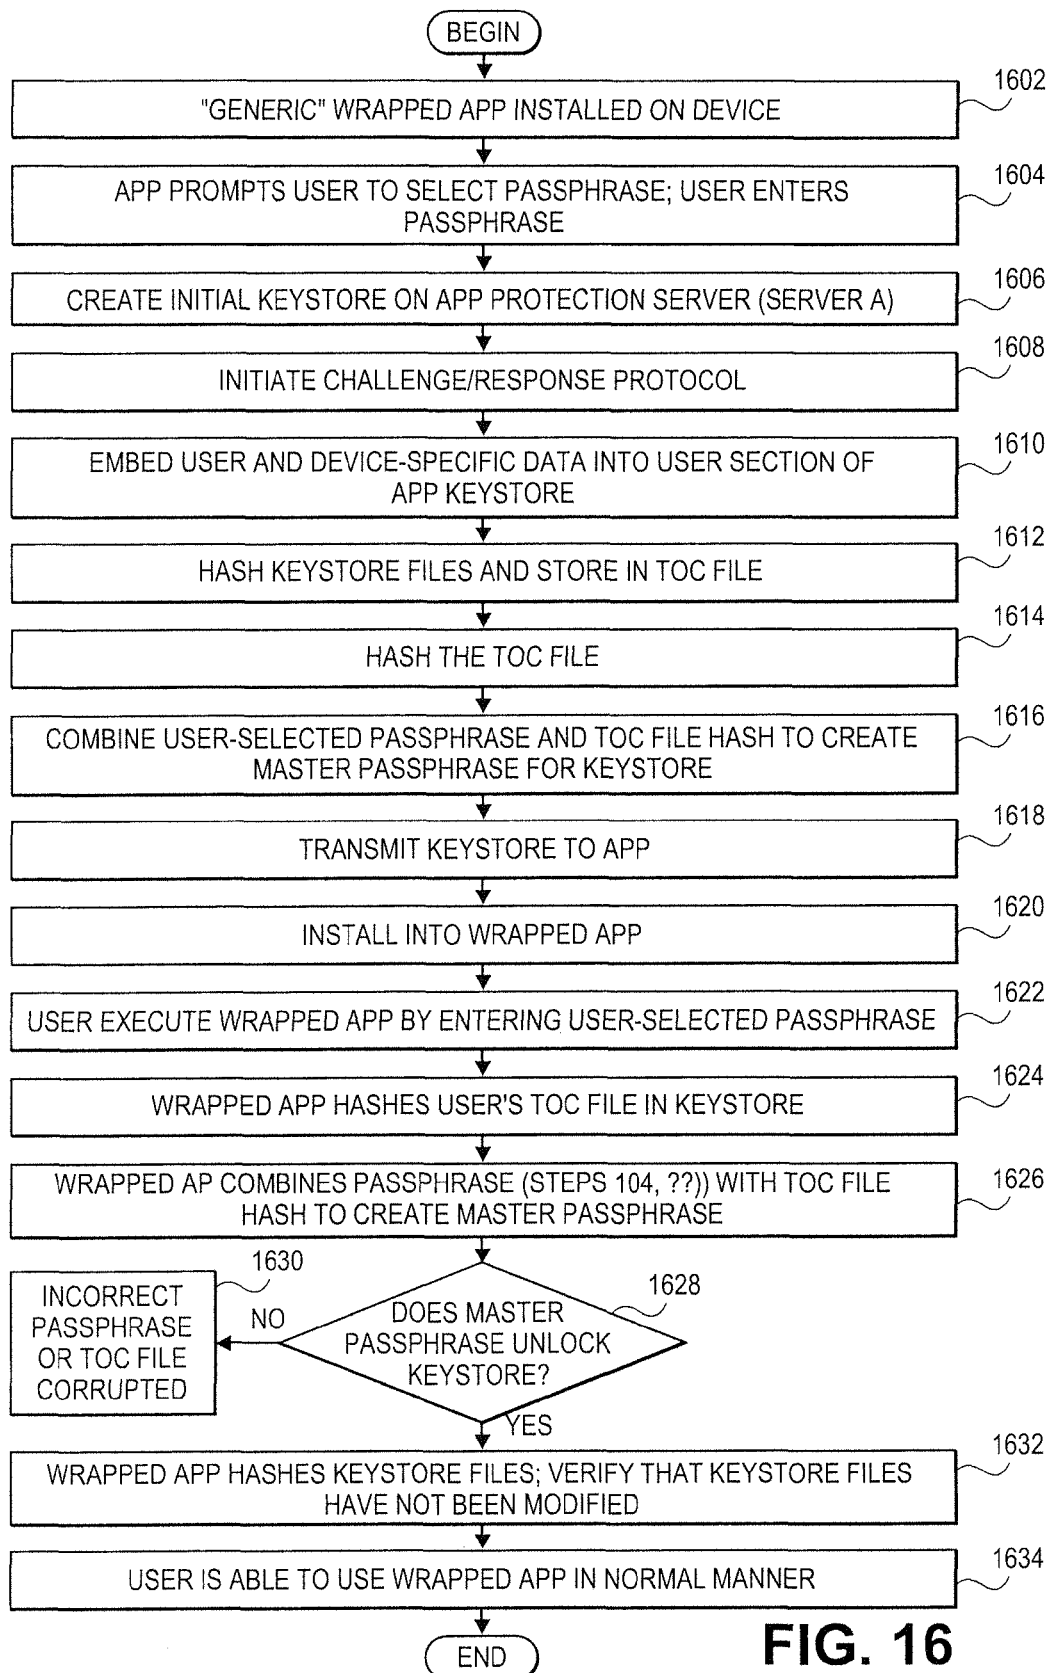 BEGIN
1602
"GENERIC" WRAPPED APP INSTALLED ON DEVICE
1604
APP PROMPTS USER TO SELECT PASSPHRASE; USER ENTERS
PASSPHRASE
1606
CREATE INITIAL KEYSTORE ON APP PROTECTION SERVER (SERVER A)
1608
INITIATE CHALLENGE/RESPONSE PROTOCOL
1610
EMBED USER AND DEVICE-SPECIFIC DATA INTO USER SECTION OF
APP KEYSTORE
1612
HASH KEYSTORE FILES AND STORE IN TOC FILE
1614
HASH THE TOC FILE
1616
COMBINE USER-SELECTED PASSPHRASE AND TOC FILE HASH TO CREATE
MASTER PASSPHRASE FOR KEYSTORE
1618
TRANSMIT KEYSTORE TO APP
1620
INSTALL INTO WRAPPED APP
1622
USER EXECUTE WRAPPED APP BY ENTERING USER-SELECTED PASSPHRASE
1624
WRAPPED APP HASHES USER'S TOC FILE IN KEYSTORE
1626
WRAPPED AP COMBINES PASSPHRASE (STEPS 104, ??)) WITH TOC FILE
HASH TO CREATE MASTER PASSPHRASE
1630
INCORRECT
PASSPHRASE
OR TOC FILE
CORRUPTED
NO
1628
DOES MASTER
PASSPHRASE UNLOCK
KEYSTORE?
YES
1632
WRAPPED APP HASHES KEYSTORE FILES; VERIFY THAT KEYSTORE FILES
HAVE NOT BEEN MODIFIED
1634
USER IS ABLE TO USE WRAPPED APP IN NORMAL MANNER
END
FIG. 16